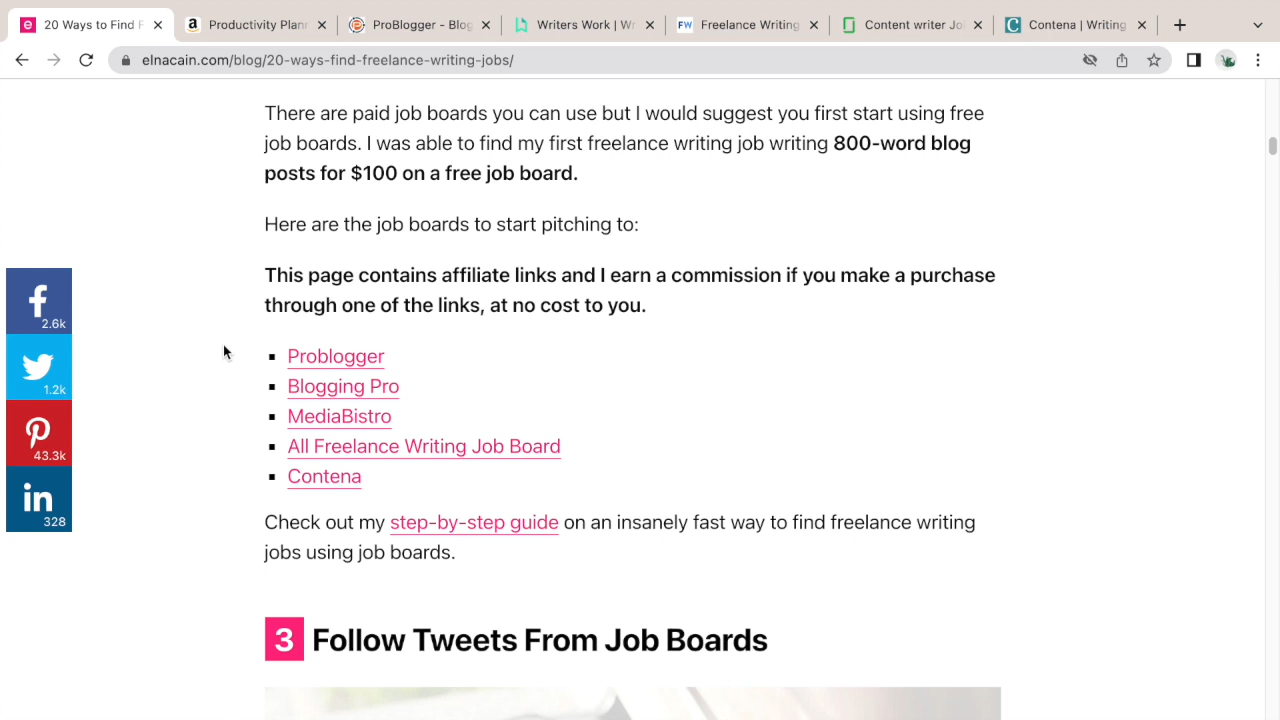 20 Ways to Find F
Productivity Plann
ProBlogger - Blog
Writers Work | Wr
Freelance Writing
Content writer Jo
Contena | Writing
elnacain.com/blog/20-ways-find-freelance-writing-jobs/
There are paid job boards you can use but I would suggest you first start using free
job boards. I was able to find my first freelance writing job writing 800-word blog
posts for $100 on a free job board.
Here are the job boards to start pitching to:
This page contains affiliate links and I earn a commission if you make a purchase
through one of the links, at no cost to you.
2.6k
1.2k
43.3k
328
Problogger
Blogging Pro
MediaBistro
All Freelance Writing Job Board
Contena
Check out my step-by-step guide on an insanely fast way to find freelance writing
jobs using job boards.
3 Follow Tweets From Job Boards